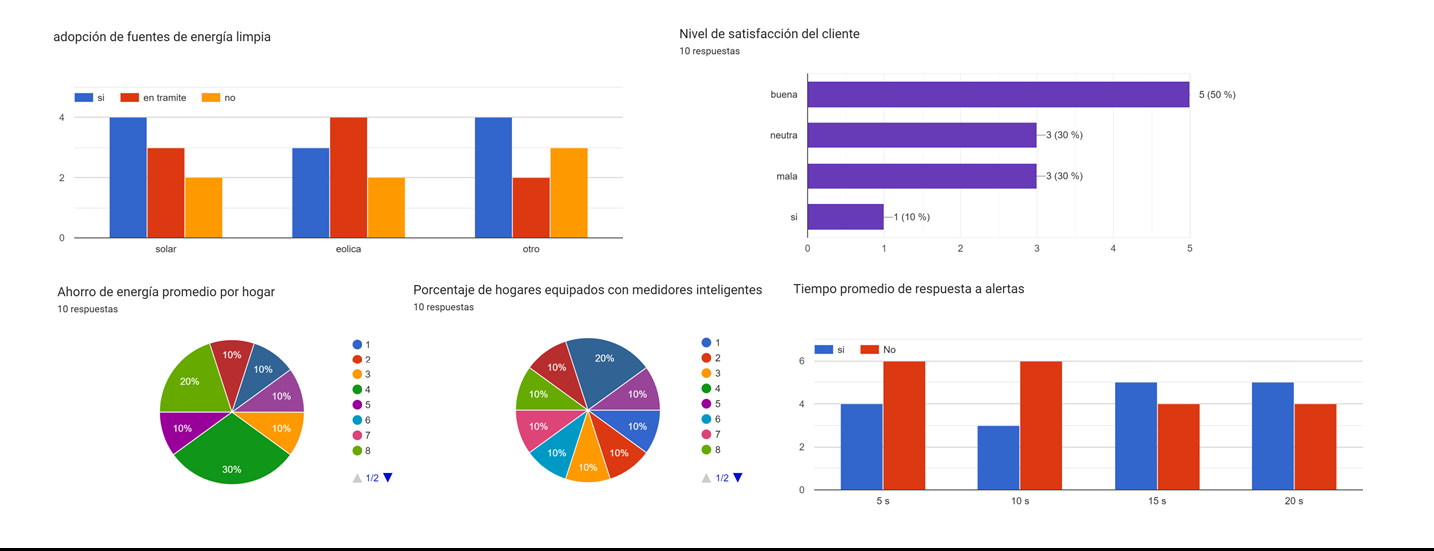 adopción de fuentes de energía limpia
si en tramite no
4
2
0
solar eolica otro
Nivel de satisfacción del cliente
10 respuestas
buena 5 (50 %)
neutra 3 (30 %)
mala 3 (30 %)
si 1 (10 %)
0 1 2 3 4 5
Ahorro de energía promedio por hogar
10 respuestas
10%
10%
20%
10%
10%
10%
30%
1
2
3
4
5
6
7
8
1/2
Porcentaje de hogares equipados con medidores inteligentes
10 respuestas
20%
10%
10%
10%
10%
10%
10%
10%
10%
1
2
3
4
5
6
7
8
1/2
Tiempo promedio de respuesta a alertas
si No
6
4
2
0
5 s 10 s 15 s 20 s